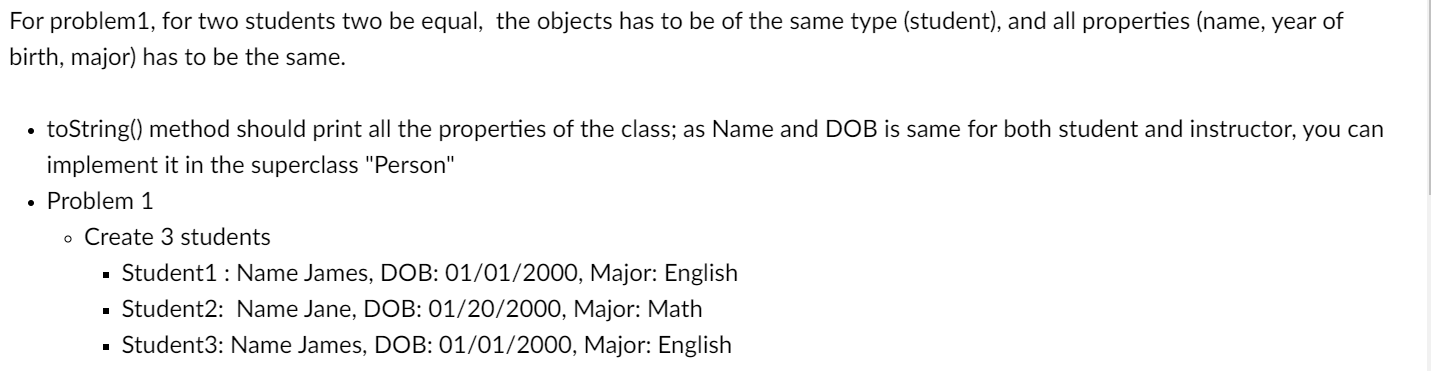 For problem1, for two students two be equal,  the objects has to be of the same type (student), and all properties (name, year of
birth, major) has to be the same.
• toString() method should print all the properties of the class; as Name and DOB is same for both student and instructor, you can
implement it in the superclass "Person"
• Problem 1
◦ Create 3 students
▪ Student1 : Name James, DOB: 01/01/2000, Major: English
▪ Student2:  Name Jane, DOB: 01/20/2000, Major: Math
▪ Student3: Name James, DOB: 01/01/2000, Major: English